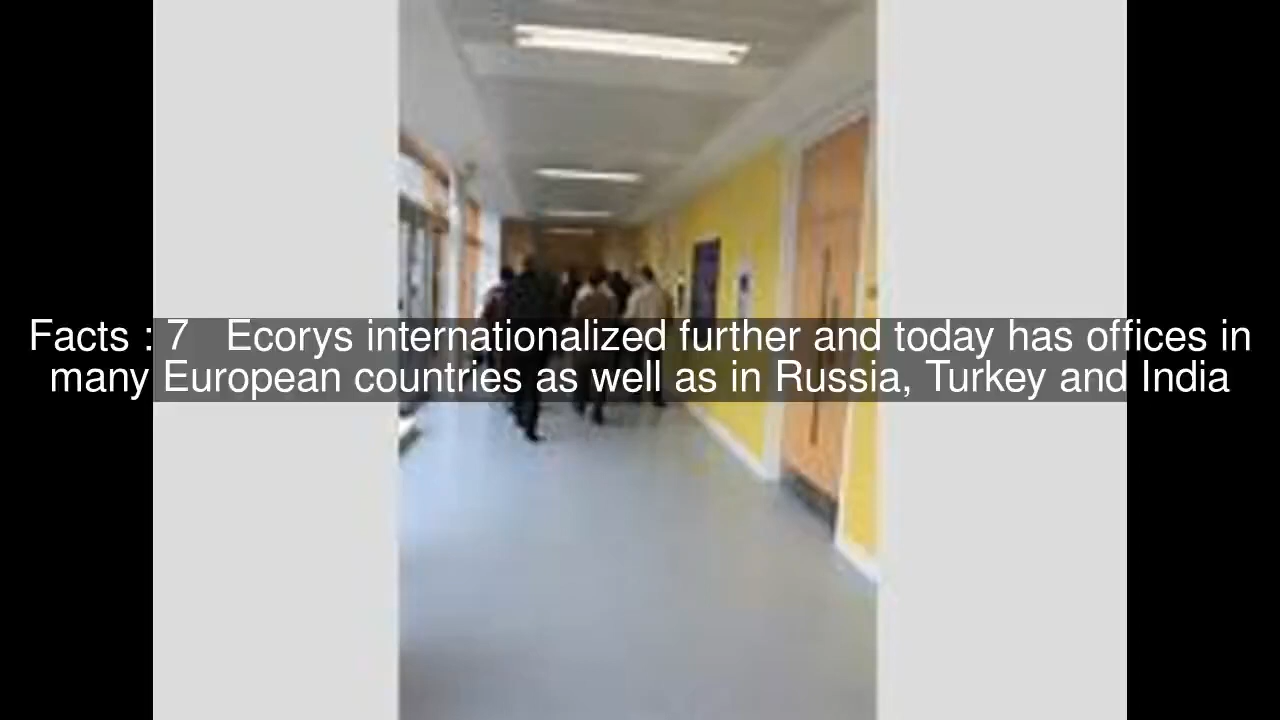 Facts : 7 Ecorys internationalized further and today has offices in
many European countries as well as in Russia, Turkey and India